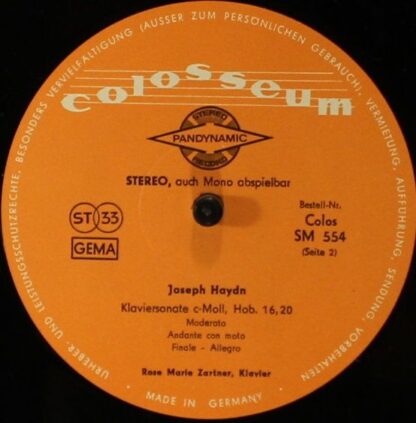 URHEBER- UND LEISTUNGSSCHUTZRECHTE, BESONDERS VERVIELFÄLTIGUNG (AUSSER ZUM PERSÖNLICHEN GEBRAUCH), VERMIETUNG, AUFFÜHRUNG, SENDUNG, VORBEHALTEN
colosseum
STEREO
PANDYNAMIC
RECORD
STEREO, auch Mono abspielbar
Bestell-Nr.
Colos
SM 554
(Seite 2)
ST 33
GEMA
Joseph Haydn
Klaviersonate c-Moll, Hob. 16,20
Moderato
Andante con moto
Finale - Allegro
Rose Marie Zartner, Klavier
• MADE IN GERMANY •